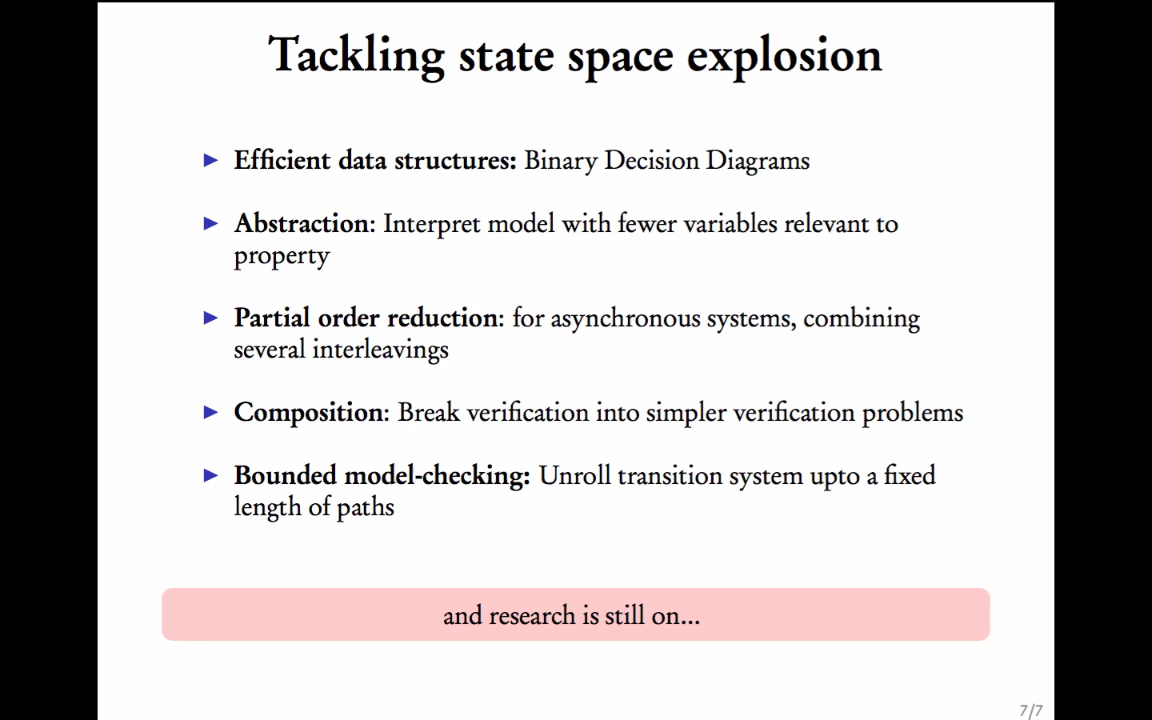 Tackling state space explosion
▶ Efficient data structures: Binary Decision Diagrams
▶ Abstraction: Interpret model with fewer variables relevant to
property
▶ Partial order reduction: for asynchronous systems, combining
several interleavings
▶ Composition: Break verification into simpler verification problems
▶ Bounded model-checking: Unroll transition system upto a fixed
length of paths
and research is still on...
7/7